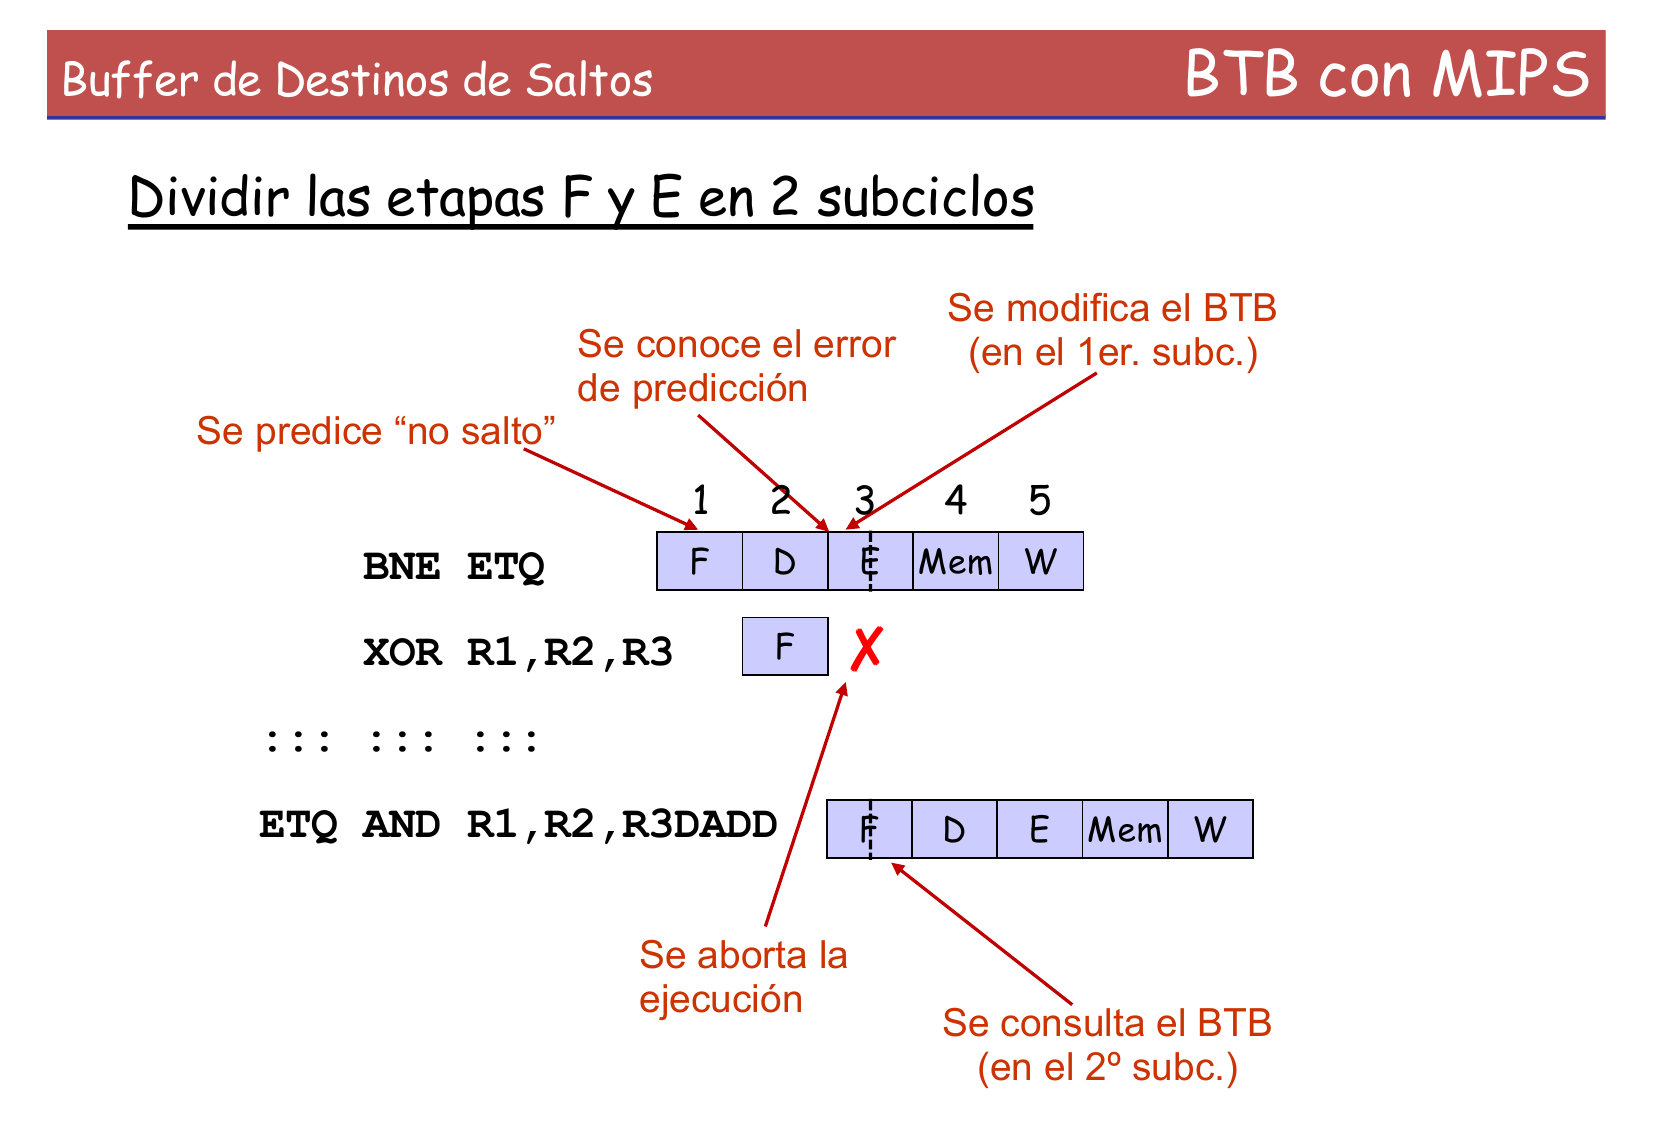 Buffer de Destinos de Saltos BTB con MIPS
Dividir las etapas F y E en 2 subciclos
Se modifica el BTB
(en el 1er. subc.)
Se conoce el error
de predicción
Se predice “no salto”
1 2 3 4 5
BNE ETQ F D E Mem W
XOR R1,R2,R3 F ✗
::: ::: :::
ETQ AND R1,R2,R3DADD F D E Mem W
Se aborta la
ejecución
Se consulta el BTB
(en el 2º subc.)